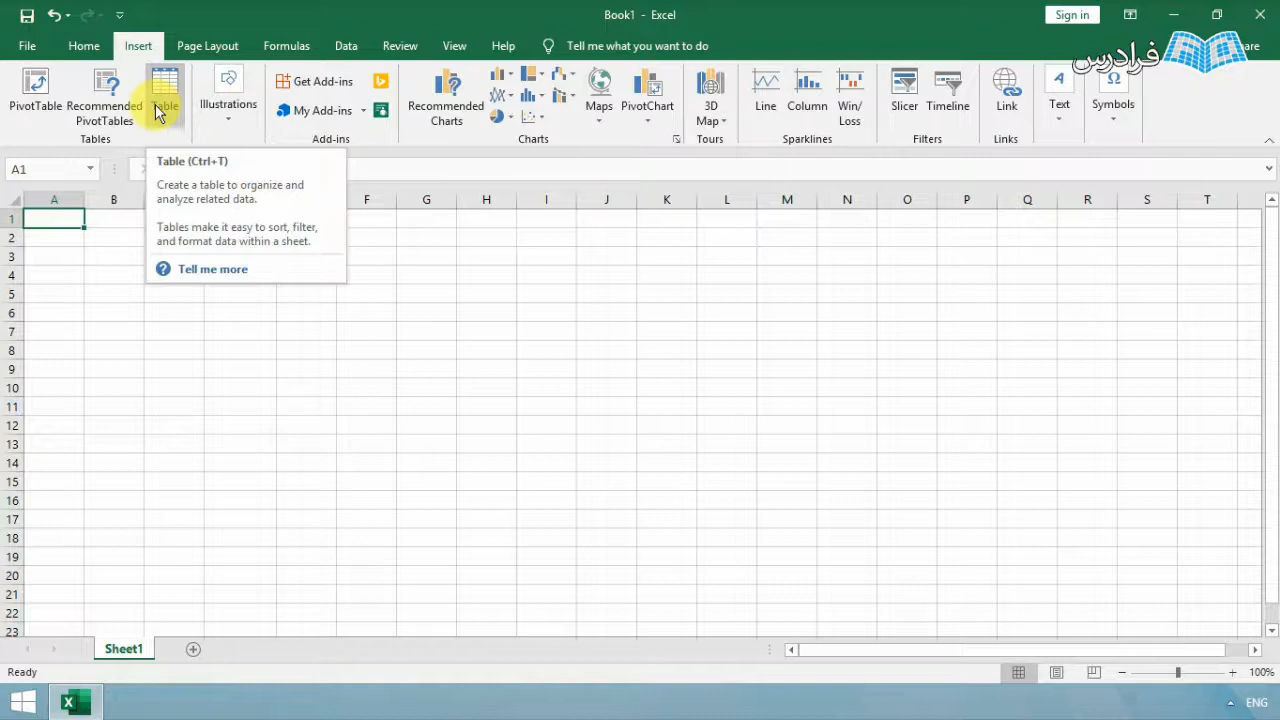 Book1 - Excel
Sign in
File Home Insert Page Layout Formulas Data Review View Help Tell me what you want to do
فرادرس
PivotTable
Recommended
PivotTables
Table
Illustrations
Get Add-ins
My Add-ins
Recommended
Charts
Maps
PivotChart
3D
Map
Line
Column
Win/
Loss
Slicer
Timeline
Link
Text
Symbols
Tables
Add-ins
Charts
Tours
Sparklines
Filters
Links
A1
Table (Ctrl+T)
Create a table to organize and
analyze related data.
Tables make it easy to sort, filter,
and format data within a sheet.
Tell me more
A B F G H I J K L M N O P Q R S T
1
2
3
4
5
6
7
8
9
10
11
12
13
14
15
16
17
18
19
20
21
22
23
Sheet1
Ready
100%
ENG